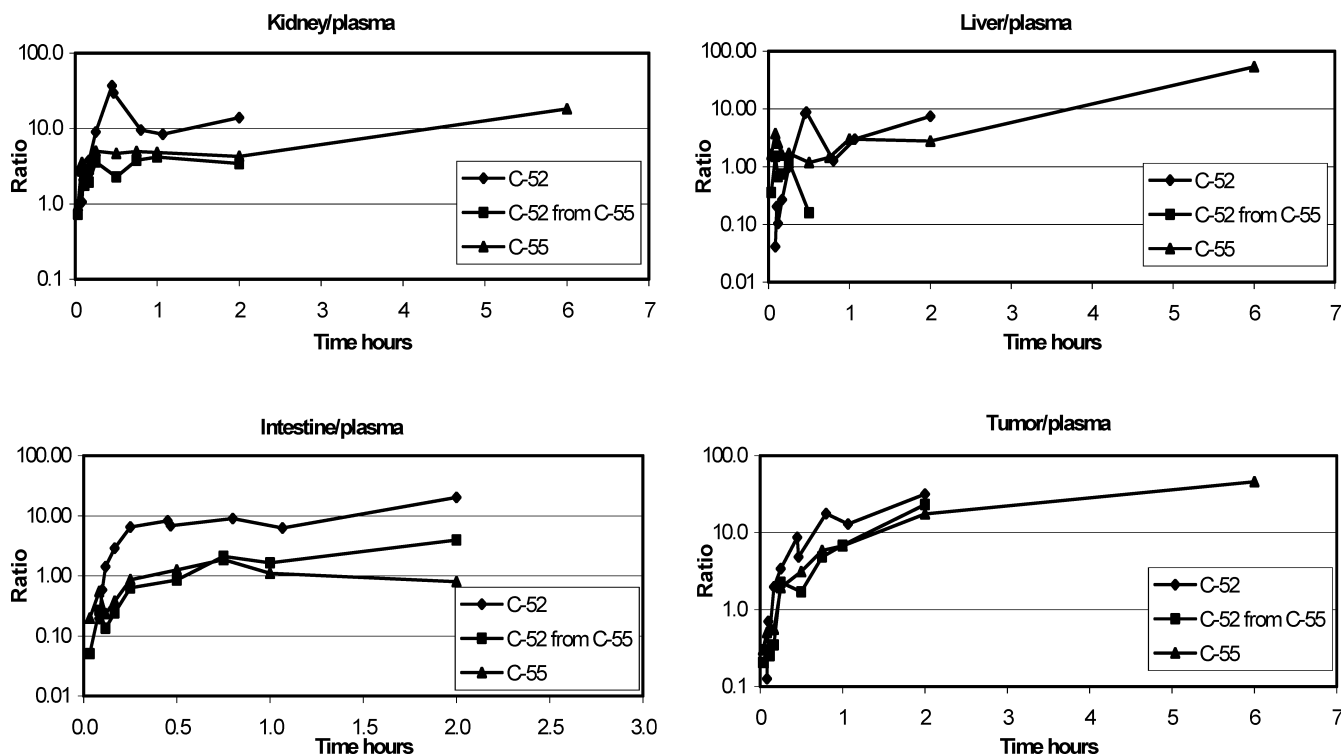 Kidney/plasma
100.0
10.0
1.0
0.1
Ratio
0 1 2 3 4 5 6 7
Time hours
C-52
C-52 from C-55
C-55
Liver/plasma
100.00
10.00
1.00
0.10
0.01
Ratio
0 1 2 3 4 5 6 7
Time hours
C-52
C-52 from C-55
C-55
Intestine/plasma
100.00
10.00
1.00
0.10
0.01
Ratio
0.0 0.5 1.0 1.5 2.0 2.5 3.0
Time hours
C-52
C-52 from C-55
C-55
Tumor/plasma
100.0
10.0
1.0
0.1
Ratio
0 1 2 3 4 5 6 7
Time hours
C-52
C-52 from C-55
C-55